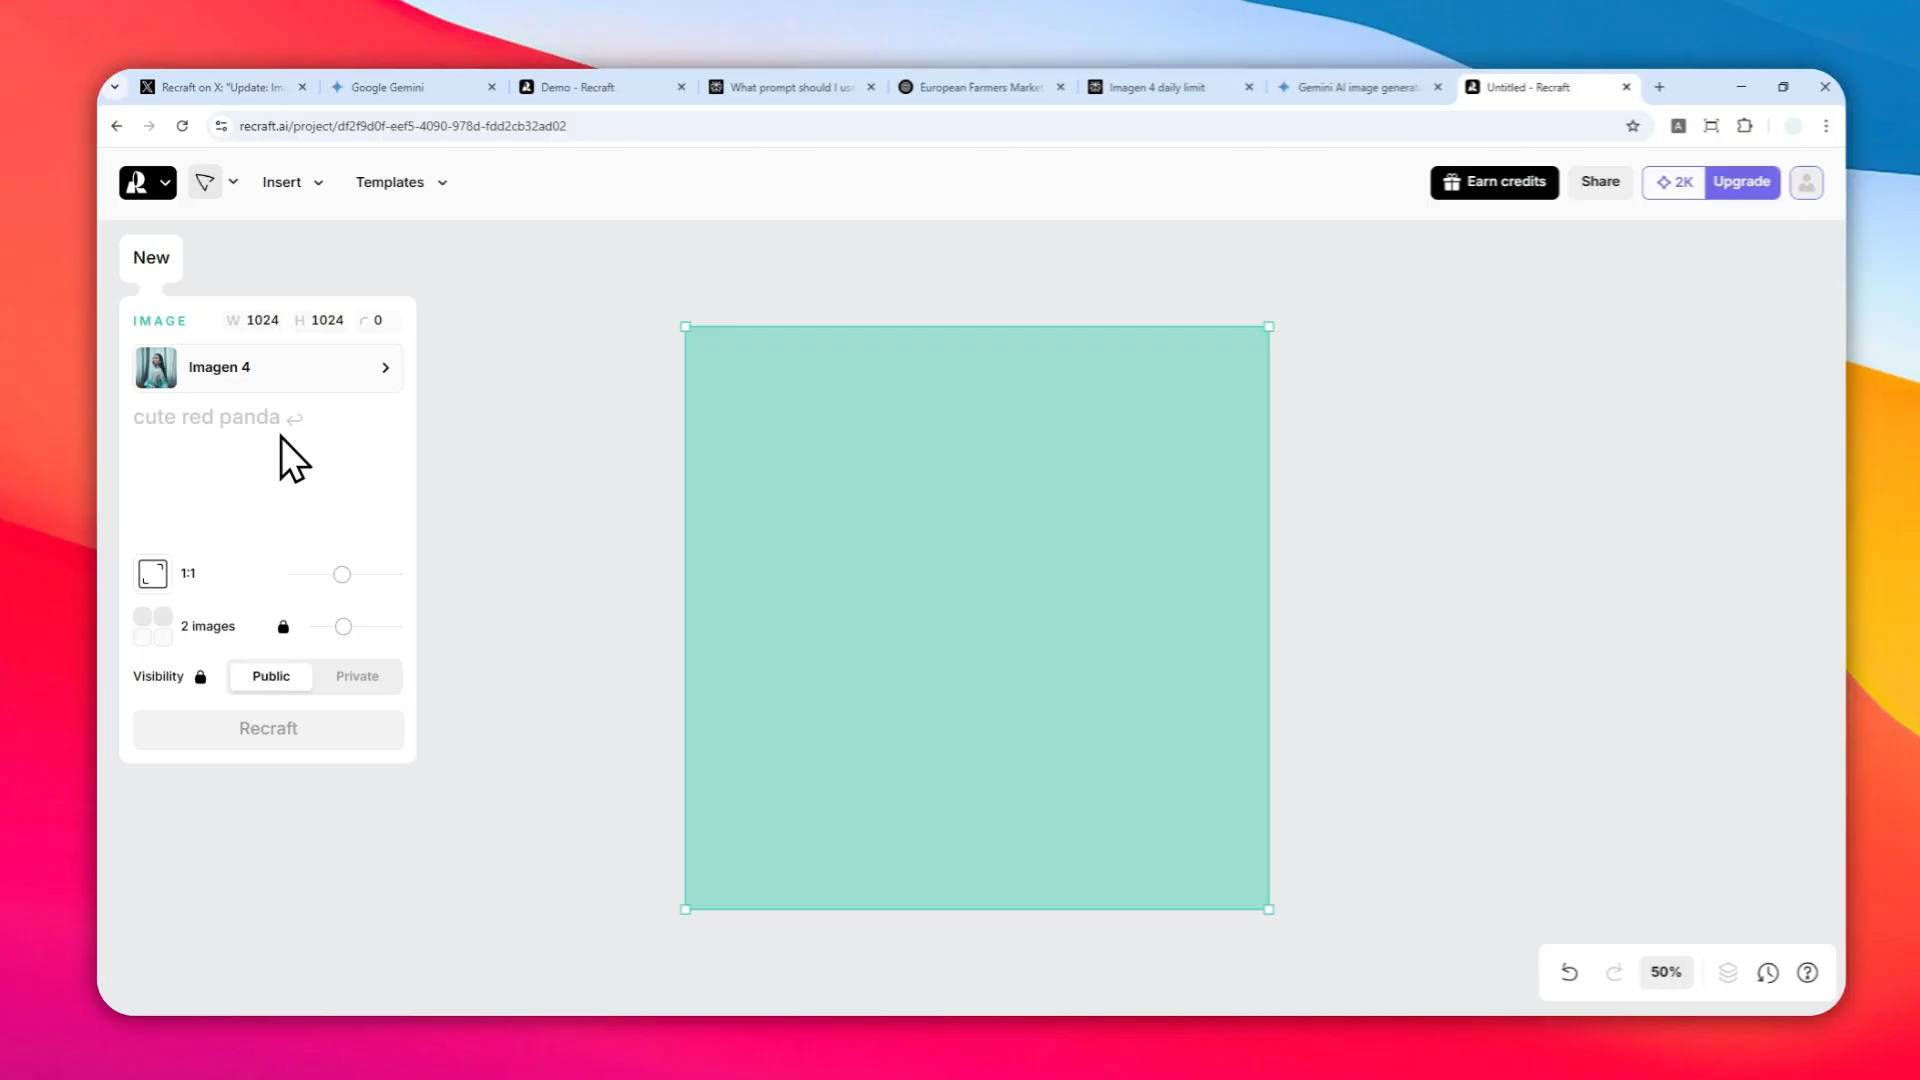 Recraft on X: "Update: Im
Google Gemini
Demo - Recraft
What prompt should I us
European Farmers Market
Imagen 4 daily limit
Gemini AI image generat
Untitled - Recraft
recraft.ai/project/df2f9d0f-eef5-4090-978d-fdd2cb32ad02
A
Insert
Templates
Earn credits
Share
2K
Upgrade
New
IMAGE
W 1024
H 1024
0
Imagen 4
cute red panda
1:1
2 images
Visibility
Public
Private
Recraft
50%